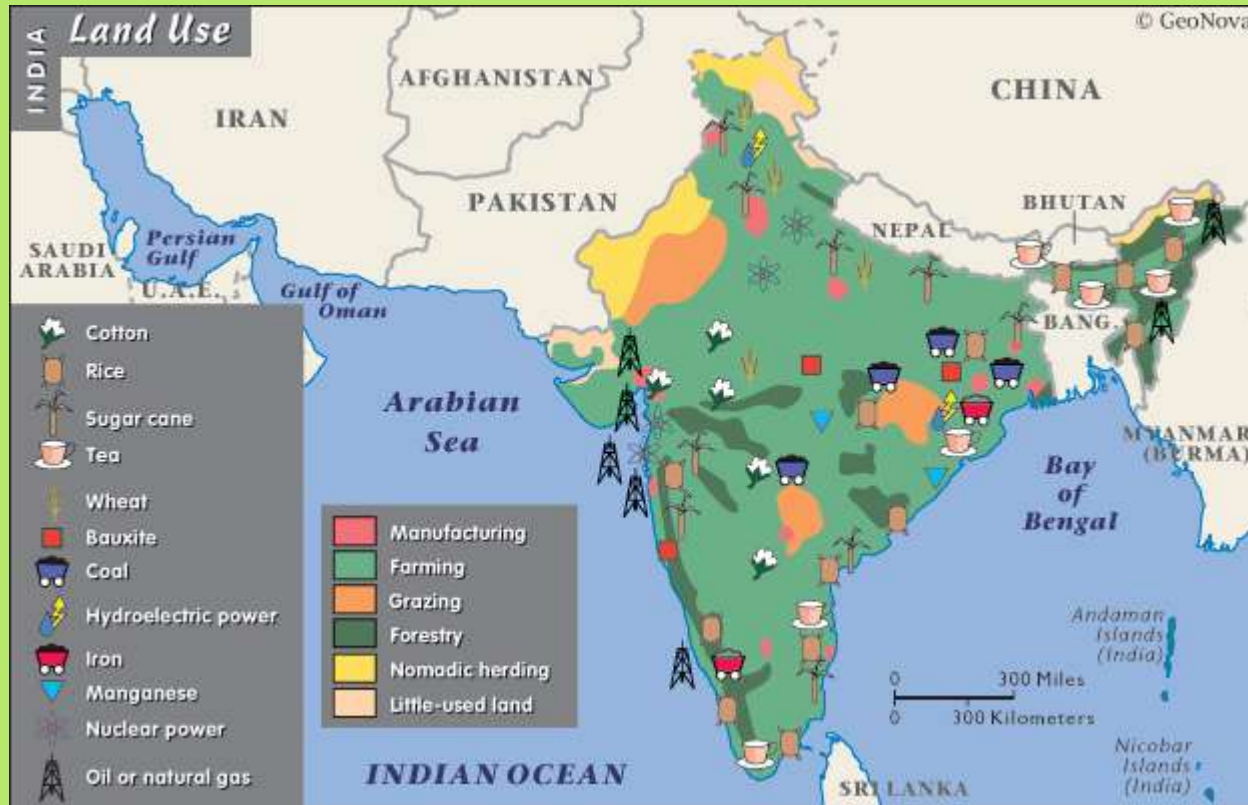 INDIA
Land Use
© GeoNova
AFGHANISTAN
CHINA
IRAN
PAKISTAN
BHUTAN
NEPAL
SAUDI
ARABIA
Persian
Gulf
U.A.E.
Gulf of
Oman
BANG.
Arabian
Sea
MYANMAR
(BURMA)
Bay
of
Bengal
Cotton
Rice
Sugar cane
Tea
Wheat
Bauxite
Coal
Hydroelectric power
Iron
Manganese
Nuclear power
Oil or natural gas
Manufacturing
Farming
Grazing
Forestry
Nomadic herding
Little-used land
Andaman
Islands
(India)
0 300 Miles
0 300 Kilometers
Nicobar
Islands
(India)
INDIAN OCEAN
SRI LANKA